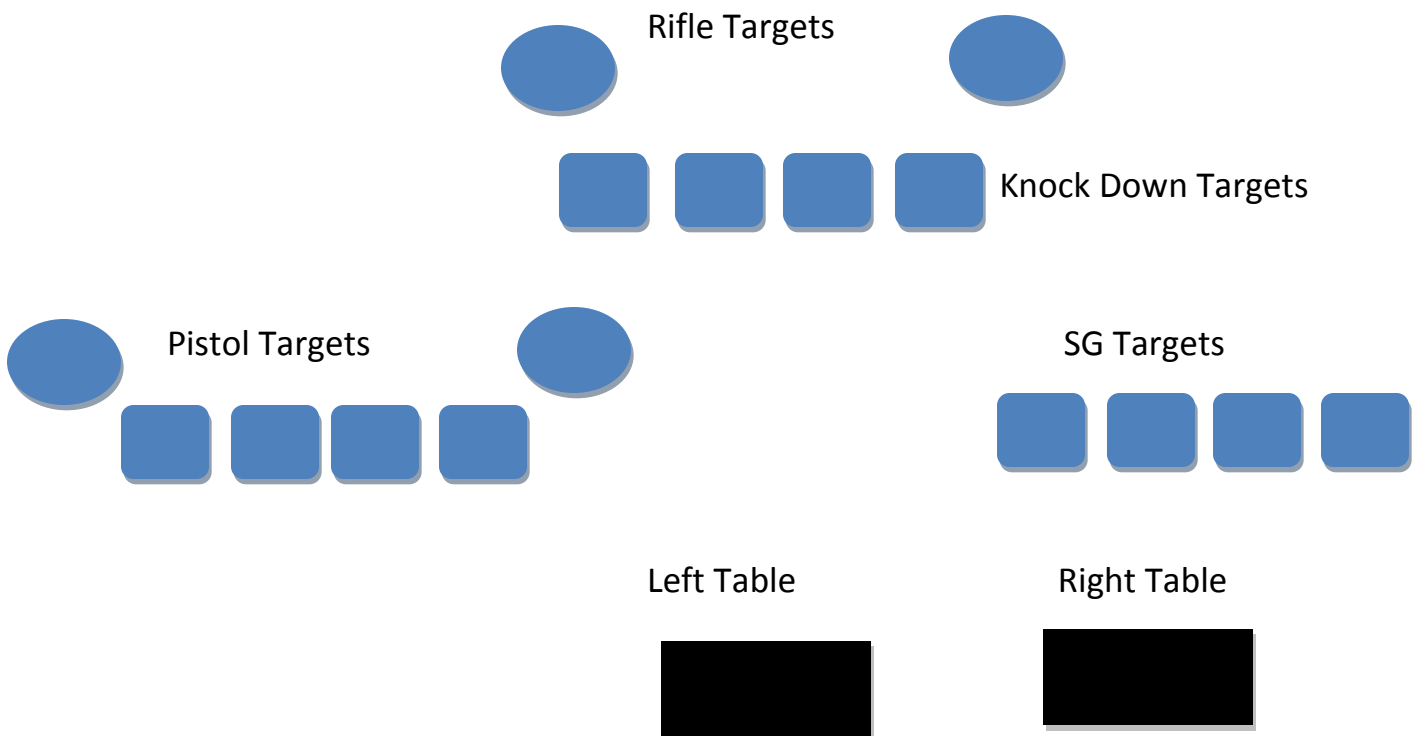 Rifle Targets
Knock Down Targets
Pistol Targets
SG Targets
Left Table
Right Table